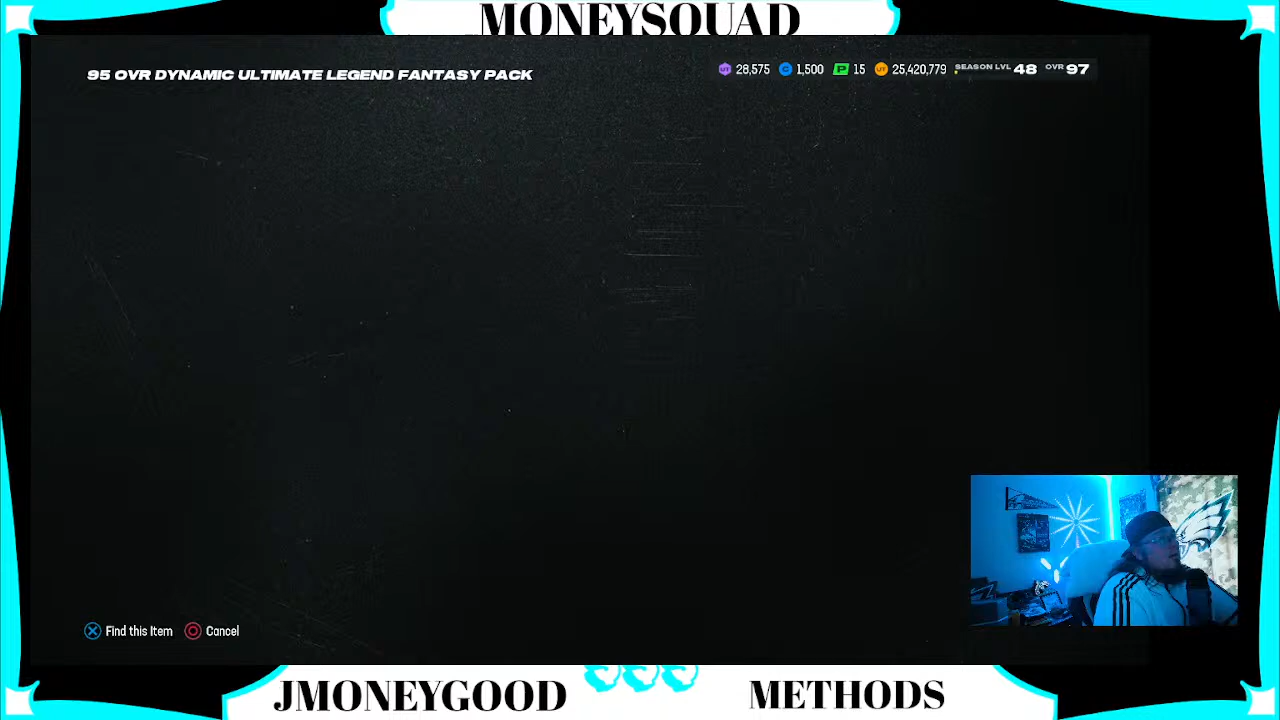 MONEYSQUAD
95 OVR DYNAMIC ULTIMATE LEGEND FANTASY PACK
28,575 1,500 15 25,420,779 SEASON LVL 48 OVR 97
Find this Item Cancel
JMONEYGOOD METHODS